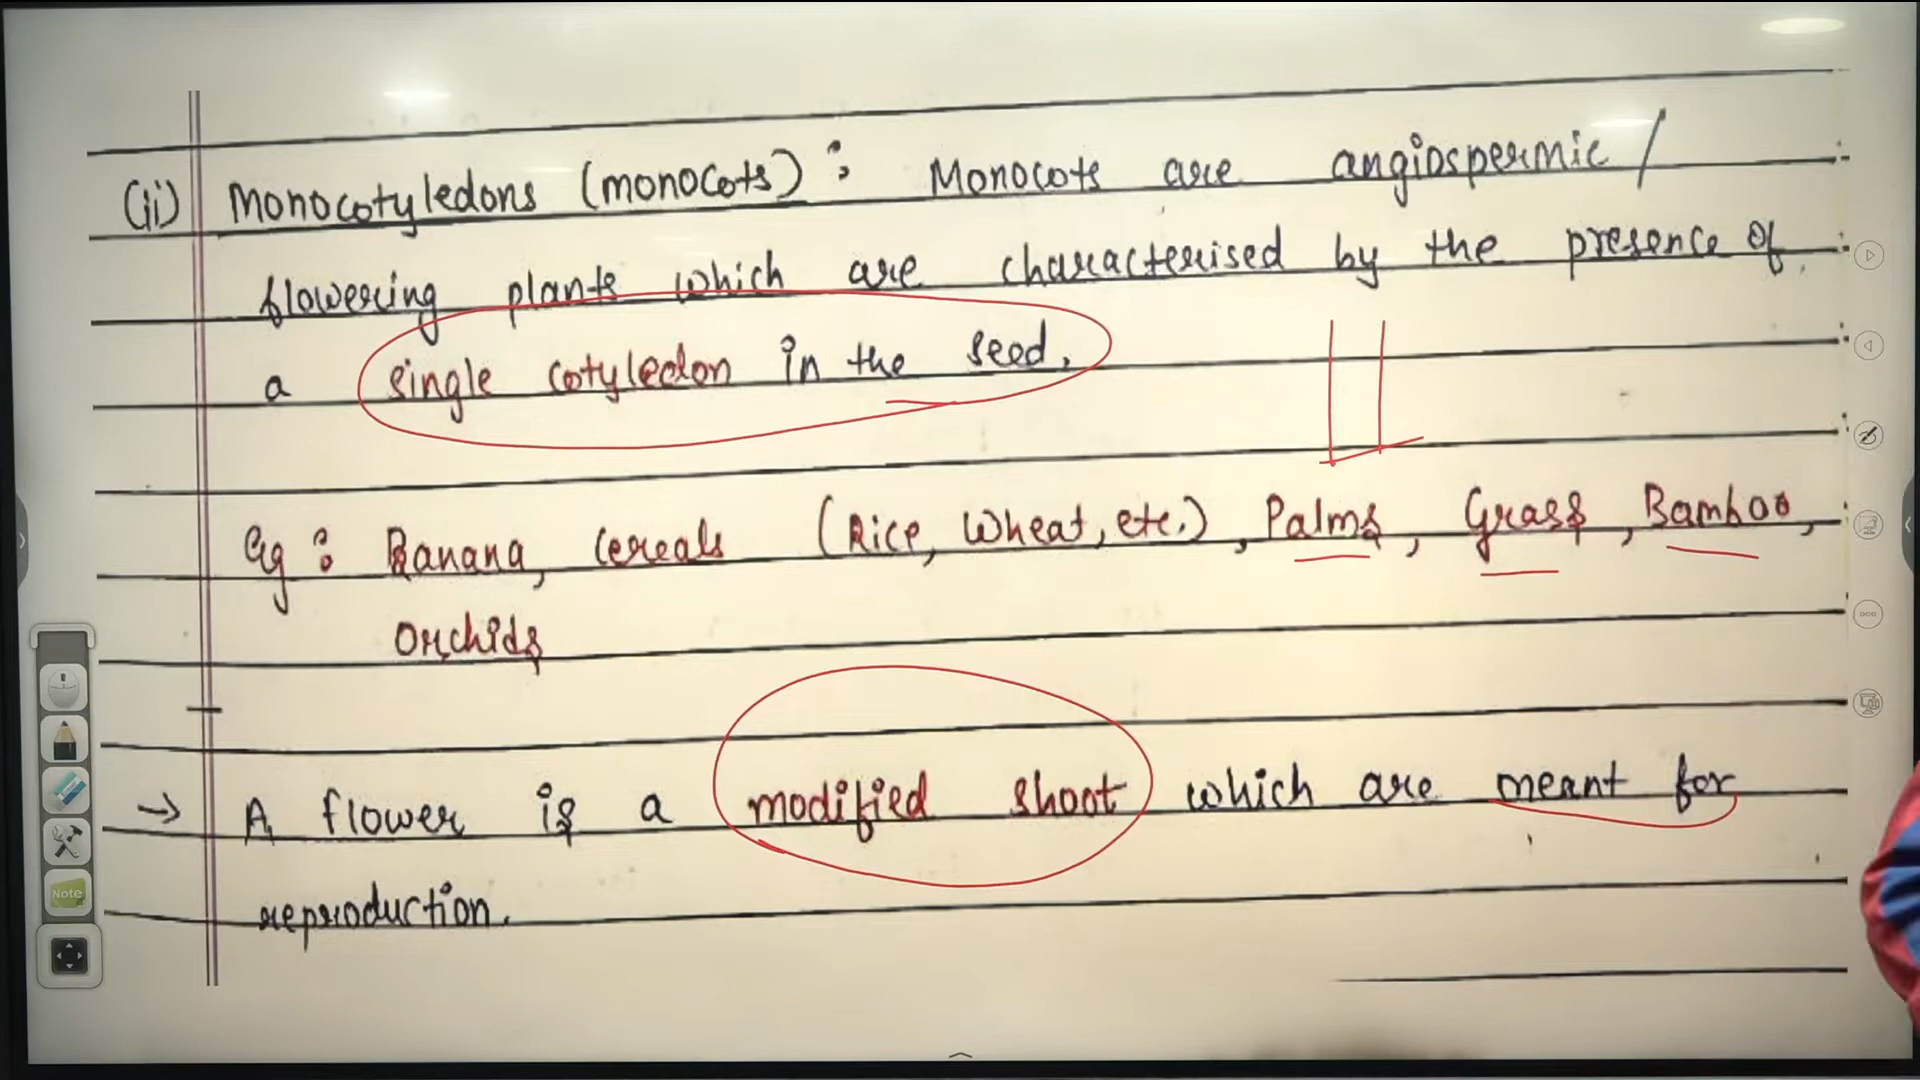 (ii) Monocotyledons (monocots) : Monocots are angiospermic /
flowering plants which are characterised by the presence of
a single cotyledon in the seed.
Eg : Banana, Cereals (Rice, Wheat, etc.), Palms, Grass, Bamboo,
Orchids
→ A flower is a modified shoot which are meant for
reproduction.
Note